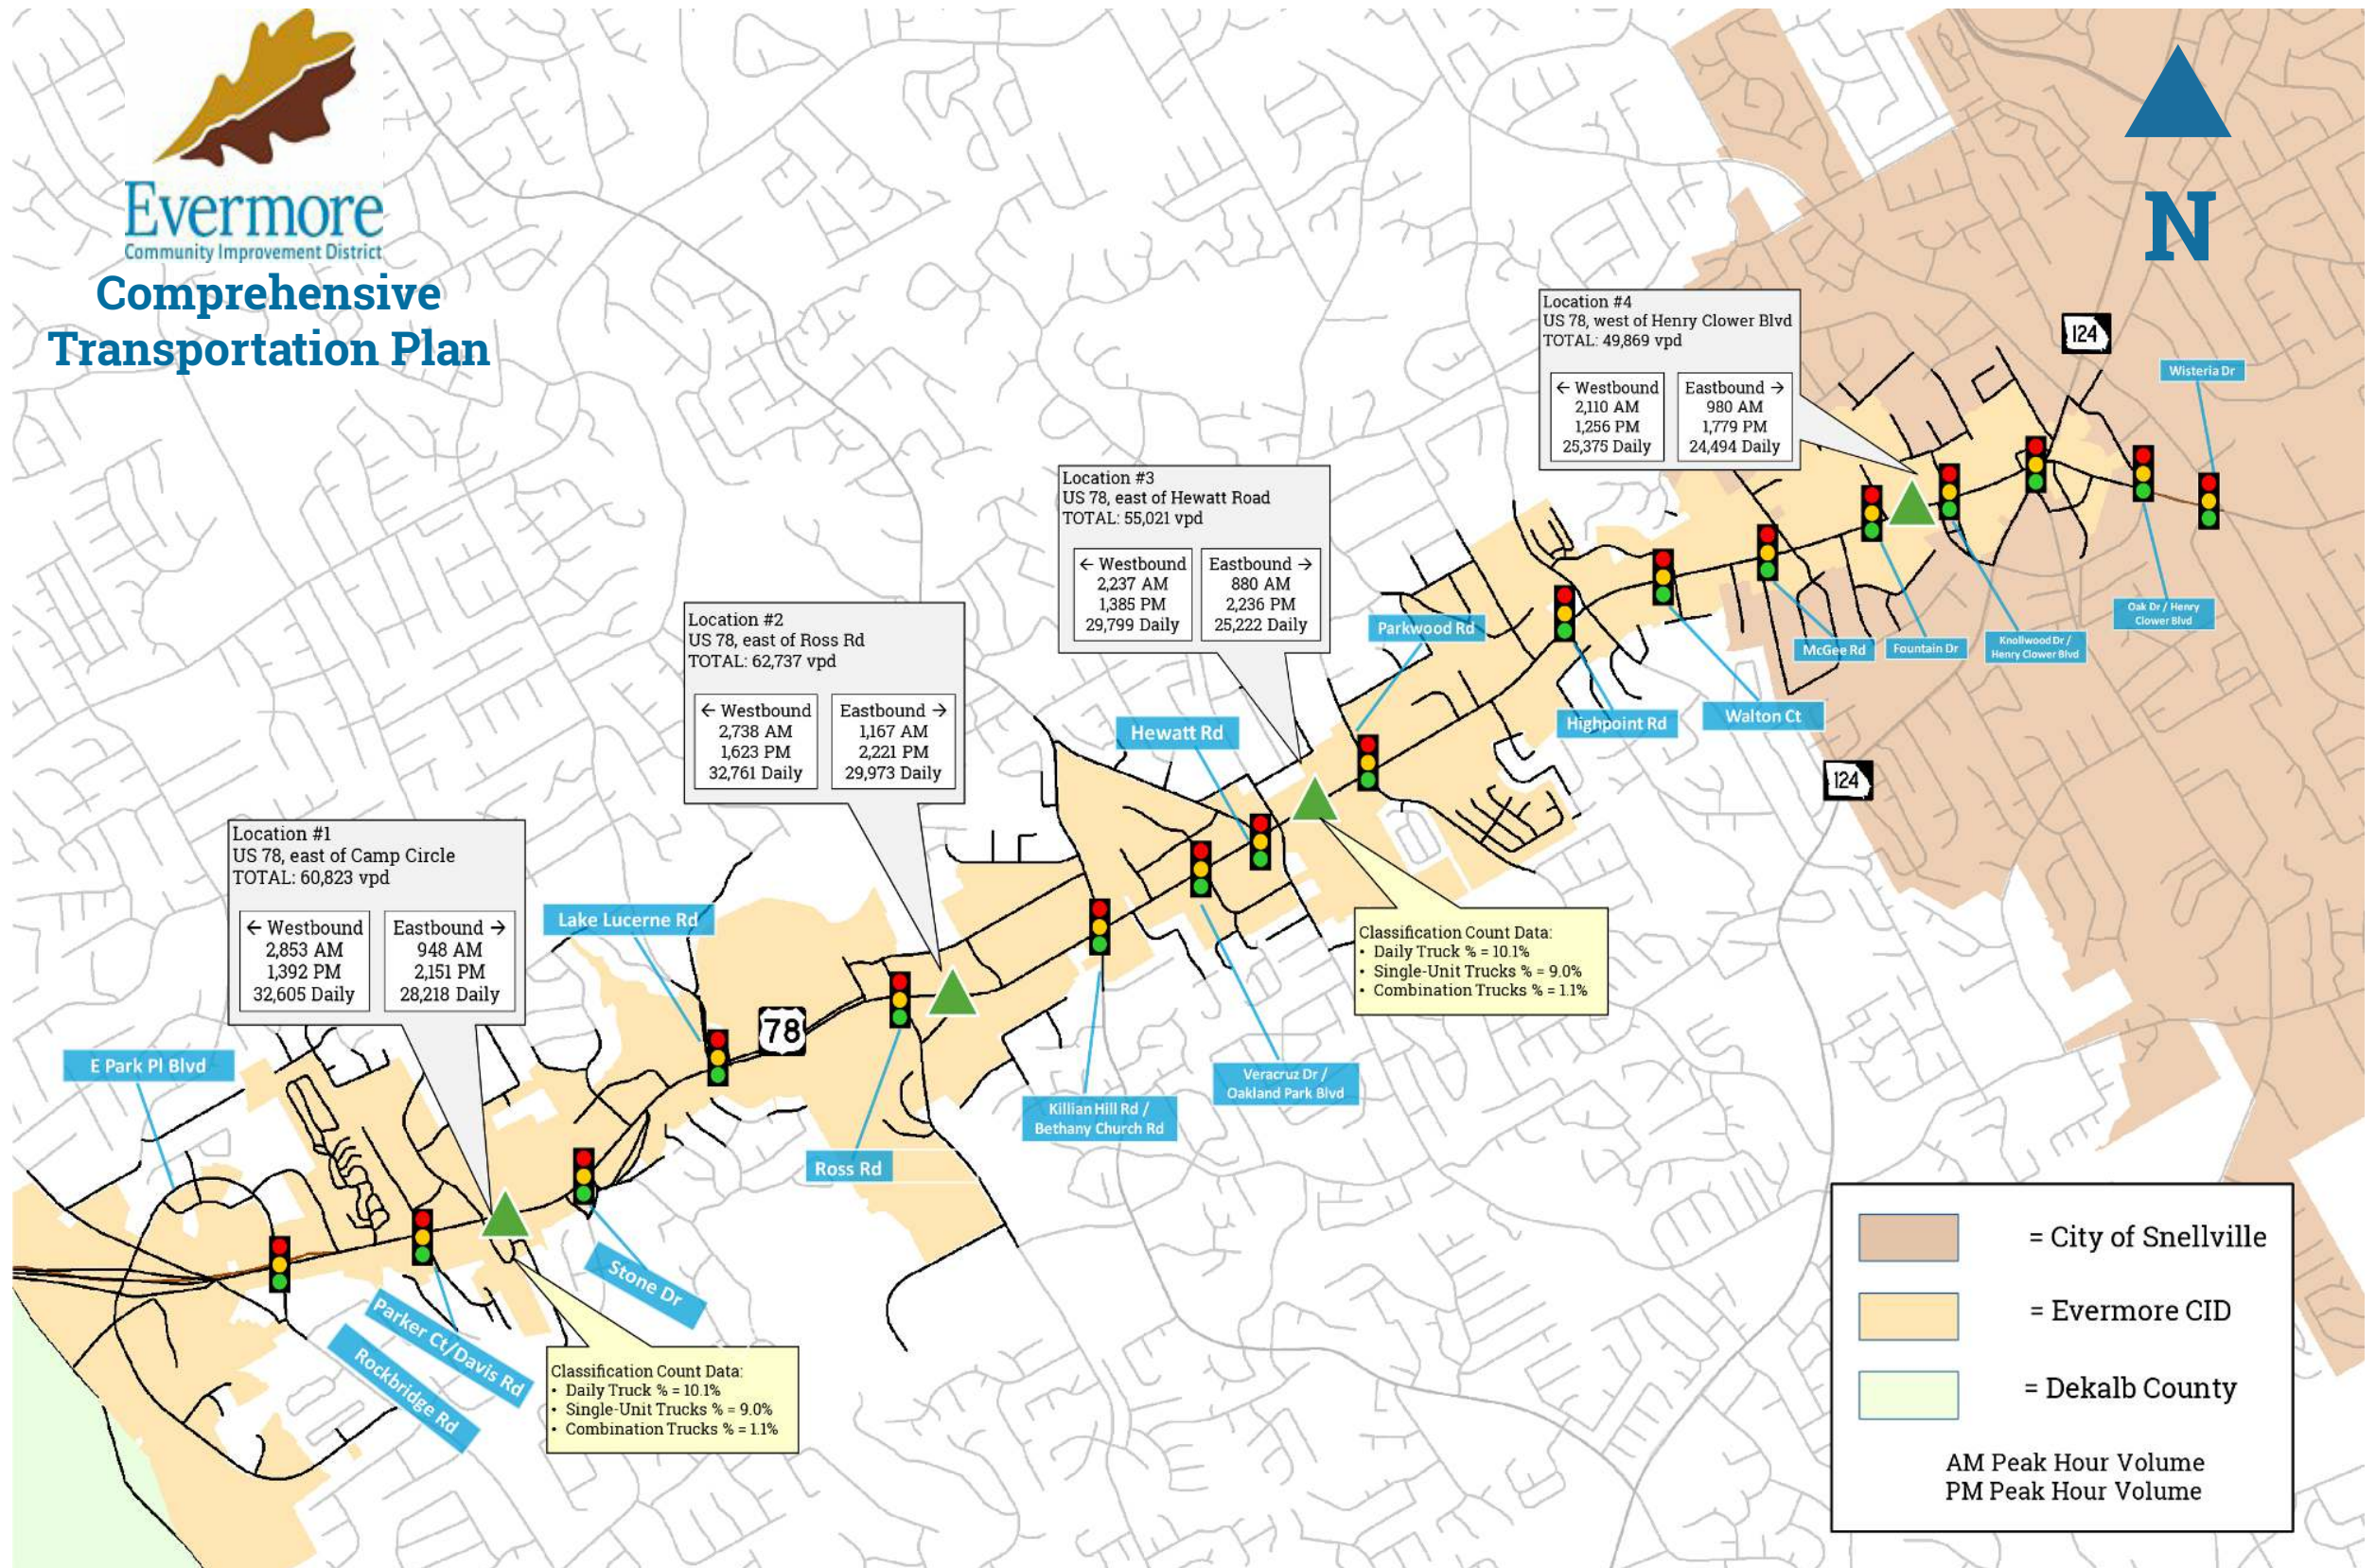 Evermore
Community Improvement District
Comprehensive
Transportation Plan
N
Location #4
US 78, west of Henry Clower Blvd
TOTAL: 49,869 vpd
← Westbound
2,110 AM
1,256 PM
25,375 Daily
Eastbound →
980 AM
1,779 PM
24,494 Daily
124
Wisteria Dr
Location #3
US 78, east of Hewatt Road
TOTAL: 55,021 vpd
← Westbound
2,237 AM
1,385 PM
29,799 Daily
Eastbound →
880 AM
2,236 PM
25,222 Daily
Parkwood Rd
Oak Dr / Henry
Clower Blvd
Knollwood Dr /
Henry Clower Blvd
Fountain Dr
McGee Rd
Walton Ct
Highpoint Rd
Location #2
US 78, east of Ross Rd
TOTAL: 62,737 vpd
← Westbound
2,738 AM
1,623 PM
32,761 Daily
Eastbound →
1,167 AM
2,221 PM
29,973 Daily
Hewatt Rd
124
Location #1
US 78, east of Camp Circle
TOTAL: 60,823 vpd
← Westbound
2,853 AM
1,392 PM
32,605 Daily
Eastbound →
948 AM
2,151 PM
28,218 Daily
Lake Lucerne Rd
78
Classification Count Data:
• Daily Truck % = 10.1%
• Single-Unit Trucks % = 9.0%
• Combination Trucks % = 1.1%
E Park Pl Blvd
Veracruz Dr /
Oakland Park Blvd
Killian Hill Rd /
Bethany Church Rd
Ross Rd
Stone Dr
Parker Ct/Davis Rd
Rockbridge Rd
Classification Count Data:
• Daily Truck % = 10.1%
• Single-Unit Trucks % = 9.0%
• Combination Trucks % = 1.1%
= City of Snellville
= Evermore CID
= Dekalb County
AM Peak Hour Volume
PM Peak Hour Volume